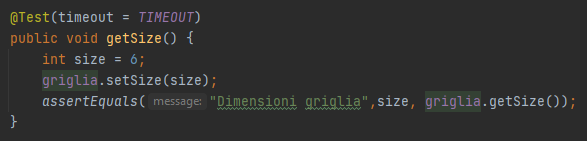 @Test(timeout = TIMEOUT)
public void getSize() {
int size = 6;
griglia.setSize(size);
assertEquals( message: "Dimensioni griglia",size, griglia.getSize());
}